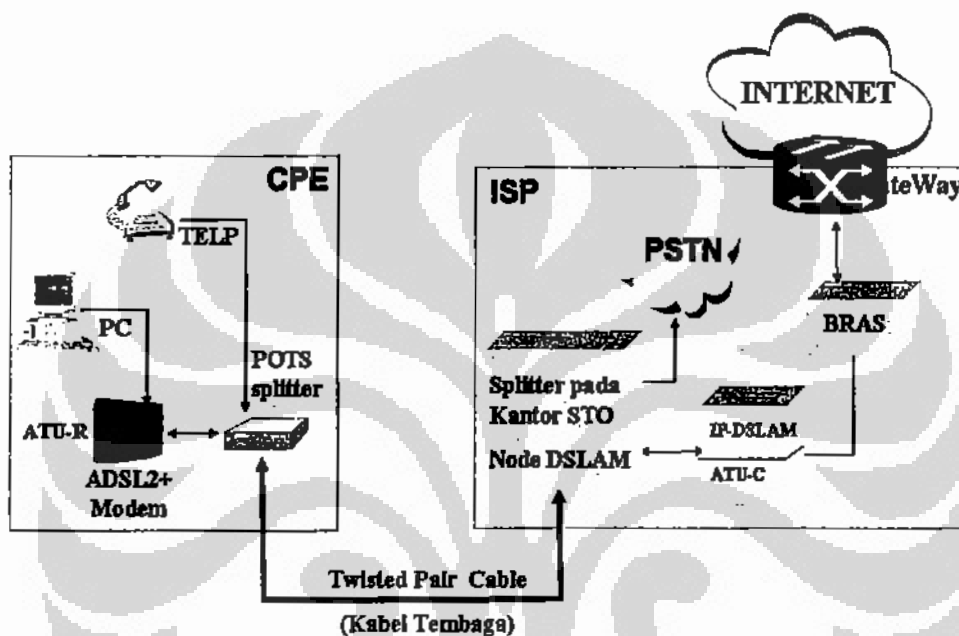 INTERNET
CPE
ISP
ateWay
TELP
PSTN
PC
BRAS
POTS
splitter
Splitter pada
Kantor STO
ATU-R
IP-DSLAM
Node DSLAM
ATU-C
ADSL2+
Modem
Twisted Pair Cable
(Kabel Tembaga)